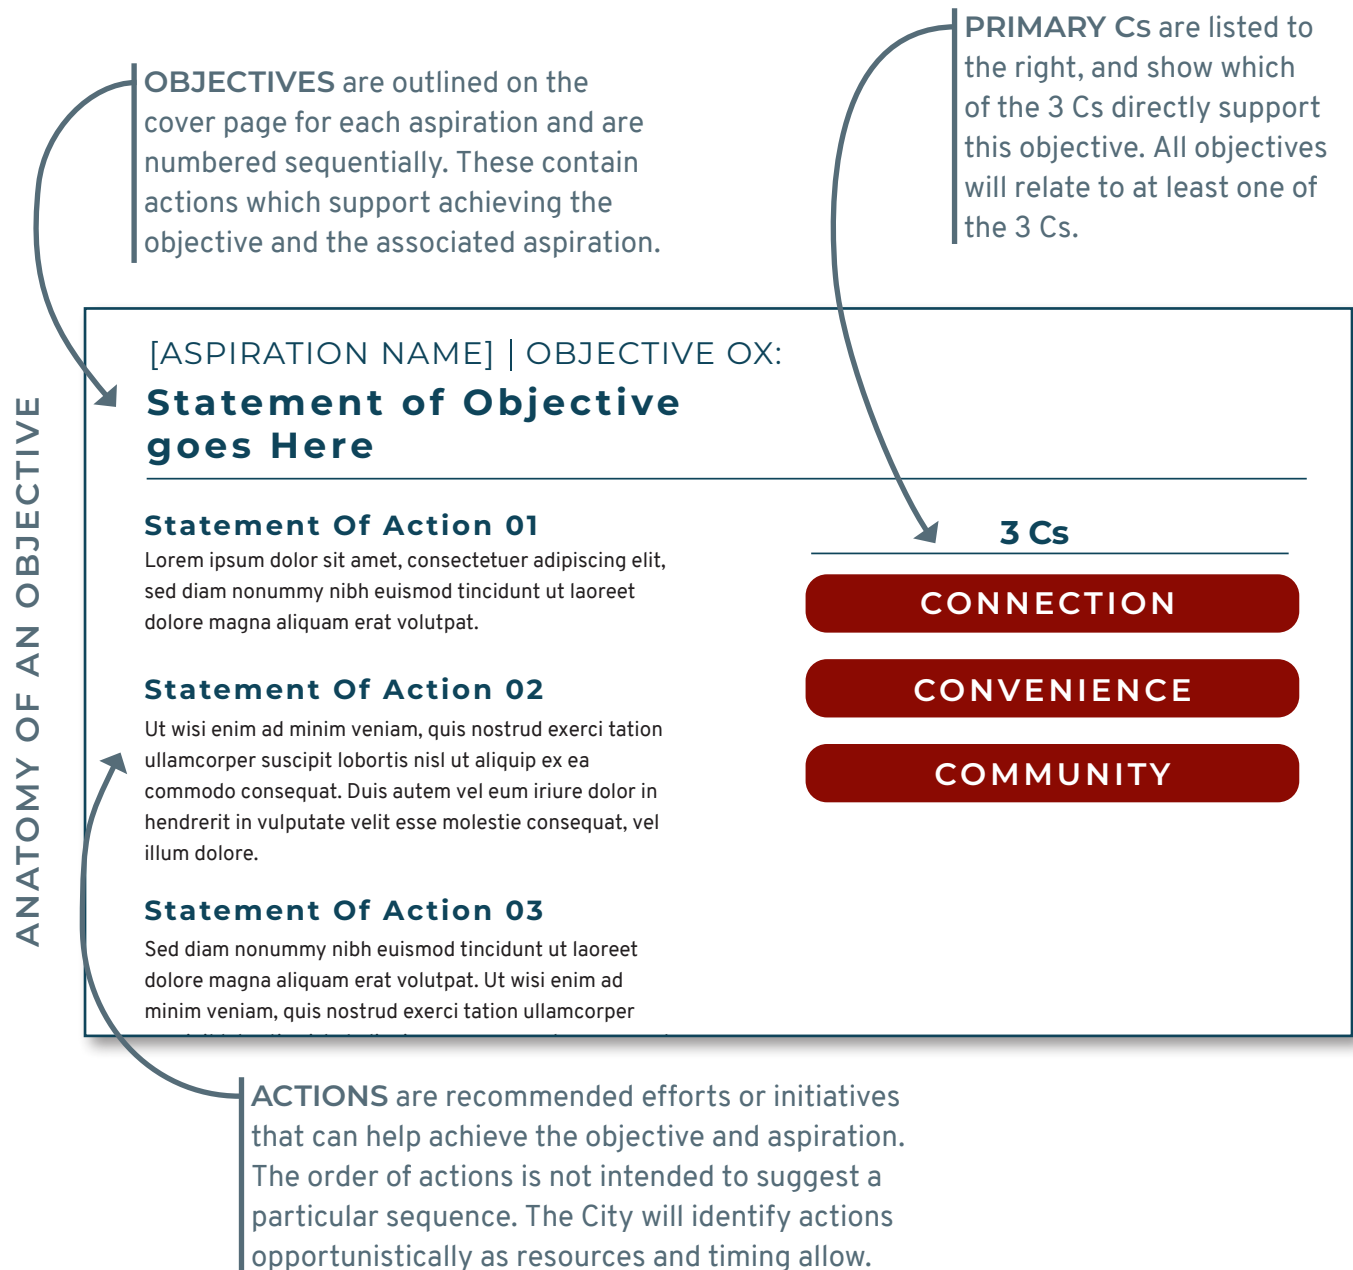 OBJECTIVES are outlined on the
cover page for each aspiration and are
numbered sequentially. These contain
actions which support achieving the
objective and the associated aspiration.
PRIMARY Cs are listed to
the right, and show which
of the 3 Cs directly support
this objective. All objectives
will relate to at least one of
the 3 Cs.
ANATOMY OF AN OBJECTIVE
[ASPIRATION NAME] | OBJECTIVE OX:
Statement of Objective
goes Here
Statement Of Action 01
Lorem ipsum dolor sit amet, consectetuer adipiscing elit,
sed diam nonummy nibh euismod tincidunt ut laoreet
dolore magna aliquam erat volutpat.
Statement Of Action 02
Ut wisi enim ad minim veniam, quis nostrud exerci tation
ullamcorper suscipit lobortis nisl ut aliquip ex ea
commodo consequat. Duis autem vel eum iriure dolor in
hendrerit in vulputate velit esse molestie consequat, vel
illum dolore.
Statement Of Action 03
Sed diam nonummy nibh euismod tincidunt ut laoreet
dolore magna aliquam erat volutpat. Ut wisi enim ad
minim veniam, quis nostrud exerci tation ullamcorper
3 Cs
CONNECTION
CONVENIENCE
COMMUNITY
ACTIONS are recommended efforts or initiatives
that can help achieve the objective and aspiration.
The order of actions is not intended to suggest a
particular sequence. The City will identify actions
opportunistically as resources and timing allow.